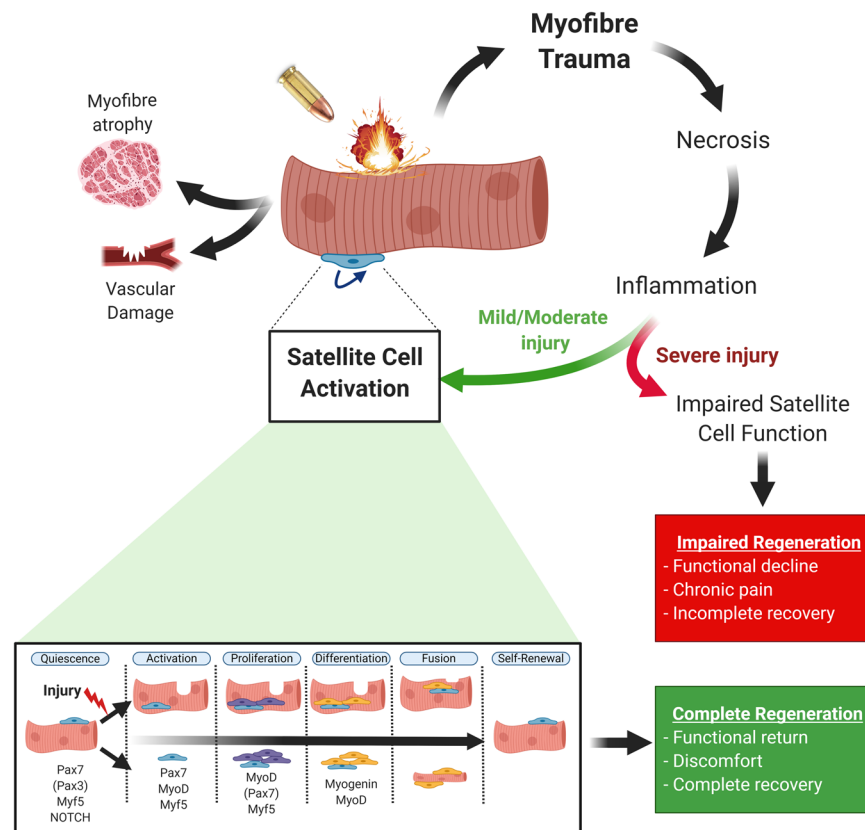 Myofibre
Trauma
Myofibre
atrophy
Necrosis
Vascular
Damage
Inflammation
Mild/Moderate
injury
Severe injury
Satellite Cell
Activation
Impaired Satellite
Cell Function
Impaired Regeneration
- Functional decline
- Chronic pain
- Incomplete recovery
Quiescence
Activation
Proliferation
Differentiation
Fusion
Self-Renewal
Injury
Pax7
(Pax3)
Myf5
NOTCH
Pax7
MyoD
Myf5
MyoD
(Pax7)
Myf5
Myogenin
MyoD
Complete Regeneration
- Functional return
- Discomfort
- Complete recovery